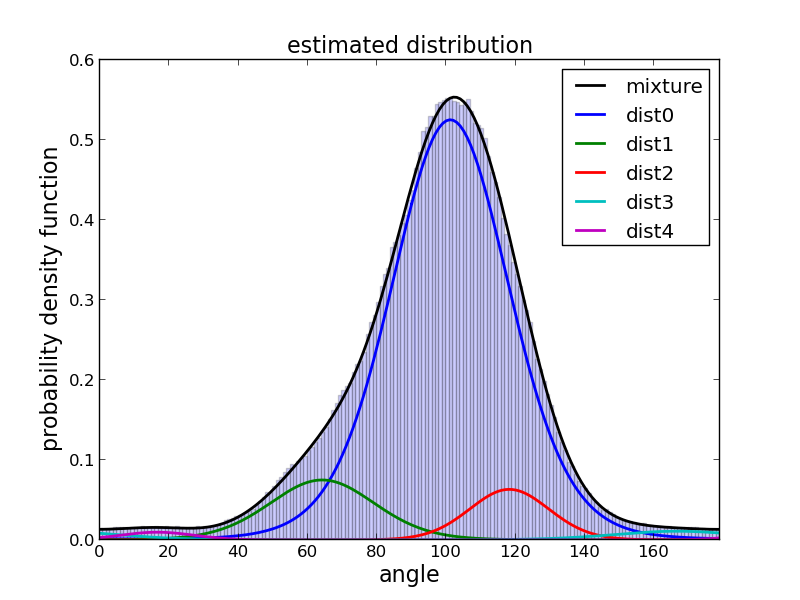 estimated distribution
probability density function
0.6
0.5
0.4
0.3
0.2
0.1
0.0
mixture
dist0
dist1
dist2
dist3
dist4
0 20 40 60 80 100 120 140 160
angle